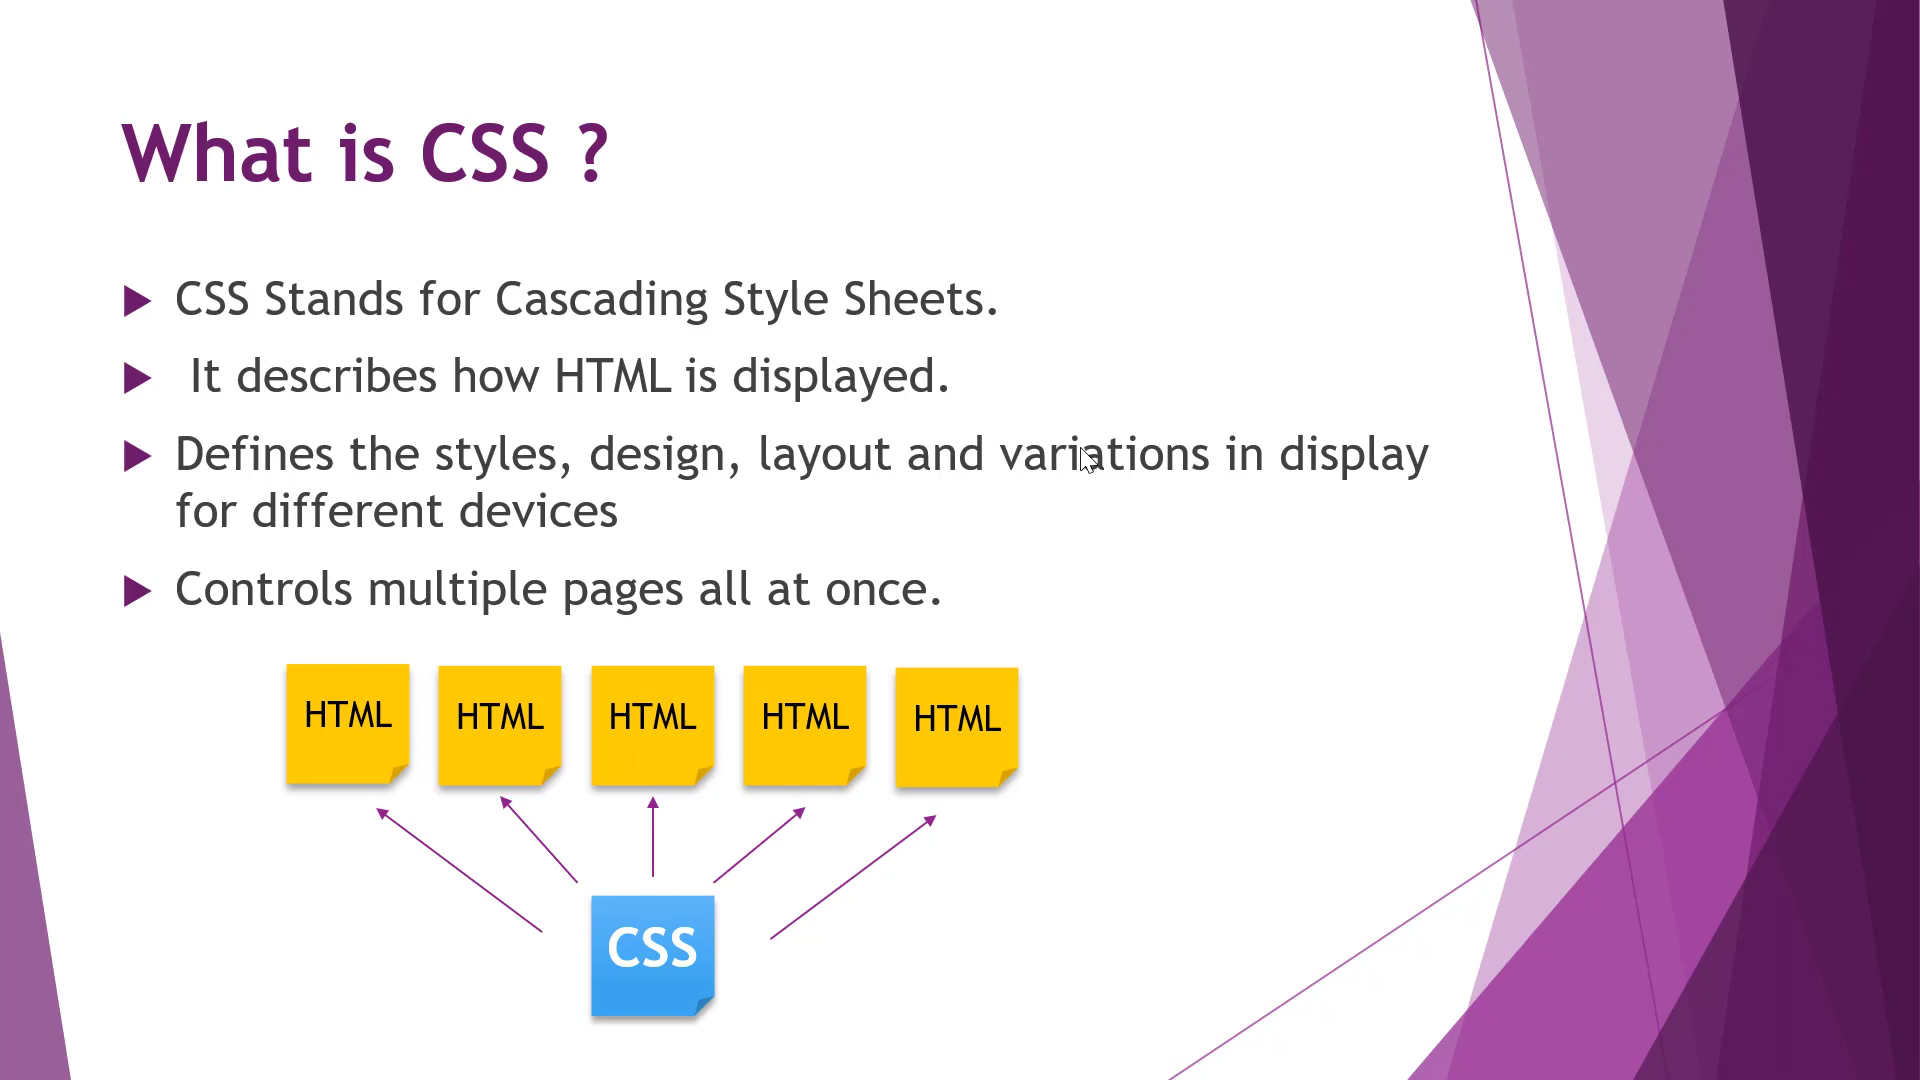 What is CSS ?
CSS Stands for Cascading Style Sheets.
It describes how HTML is displayed.
Defines the styles, design, layout and variations in display
for different devices
Controls multiple pages all at once.
HTML HTML HTML HTML HTML
CSS